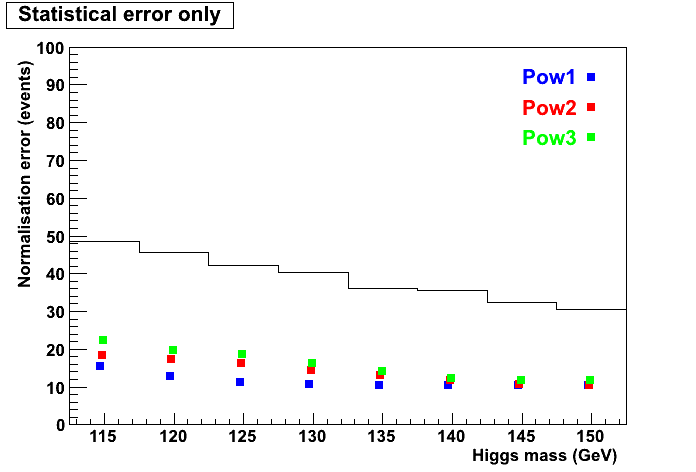 Statistical error only
Normalisation error (events)
100
90
80
70
60
50
40
30
20
10
0
Pow1
Pow2
Pow3
115 120 125 130 135 140 145 150
Higgs mass (GeV)